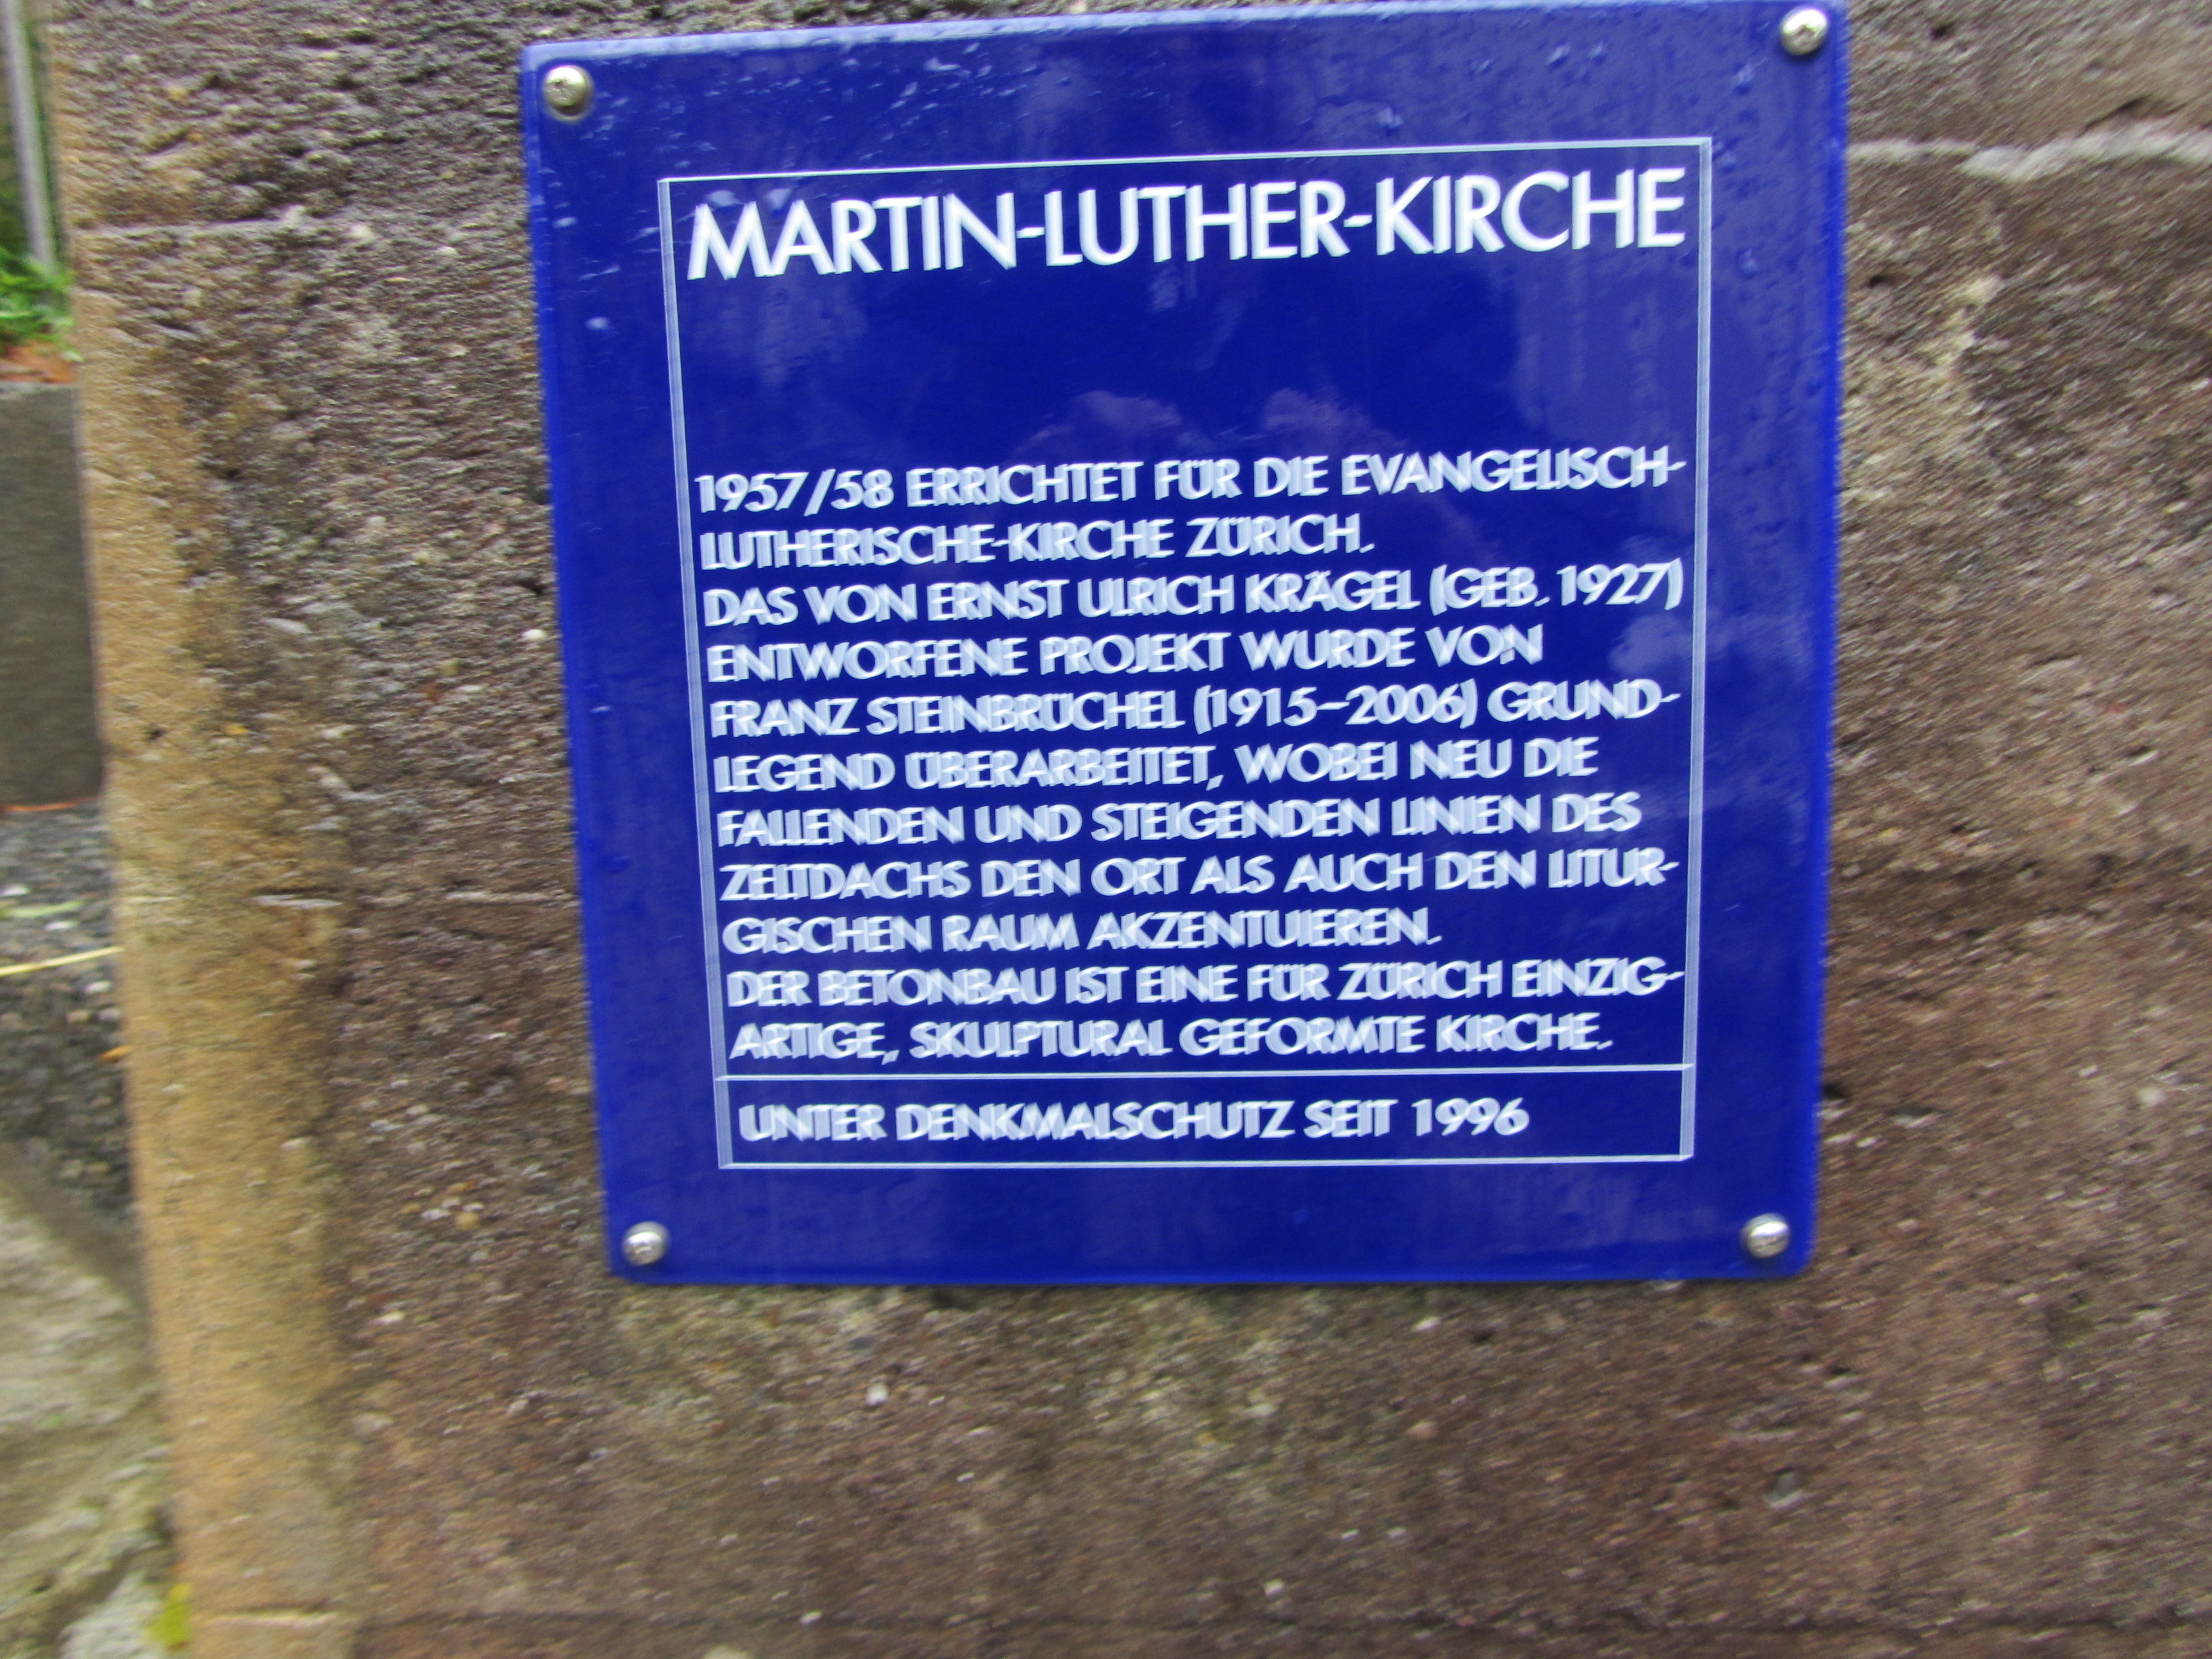 MARTIN-LUTHER-KIRCHE
1957/58 ERRICHTET FÜR DIE EVANGELISCH-
LUTHERISCHE-KIRCHE ZÜRICH.
DAS VON ERNST ULRICH KRÄGEL (GEB. 1927)
ENTWORFENE PROJEKT WURDE VON
FRANZ STEINBRÜCHEL (1915–2006) GRUND-
LEGEND ÜBERARBEITET, WOBEI NEU DIE
FALLENDEN UND STEIGENDEN LINIEN DES
ZELTDACHS DEN ORT ALS AUCH DEN LITUR-
GISCHEN RAUM AKZENTUIEREN.
DER BETONBAU IST EINE FÜR ZÜRICH EINZIG-
ARTIGE, SKULPTURAL GEFORMTE KIRCHE.
UNTER DENKMALSCHUTZ SEIT 1996